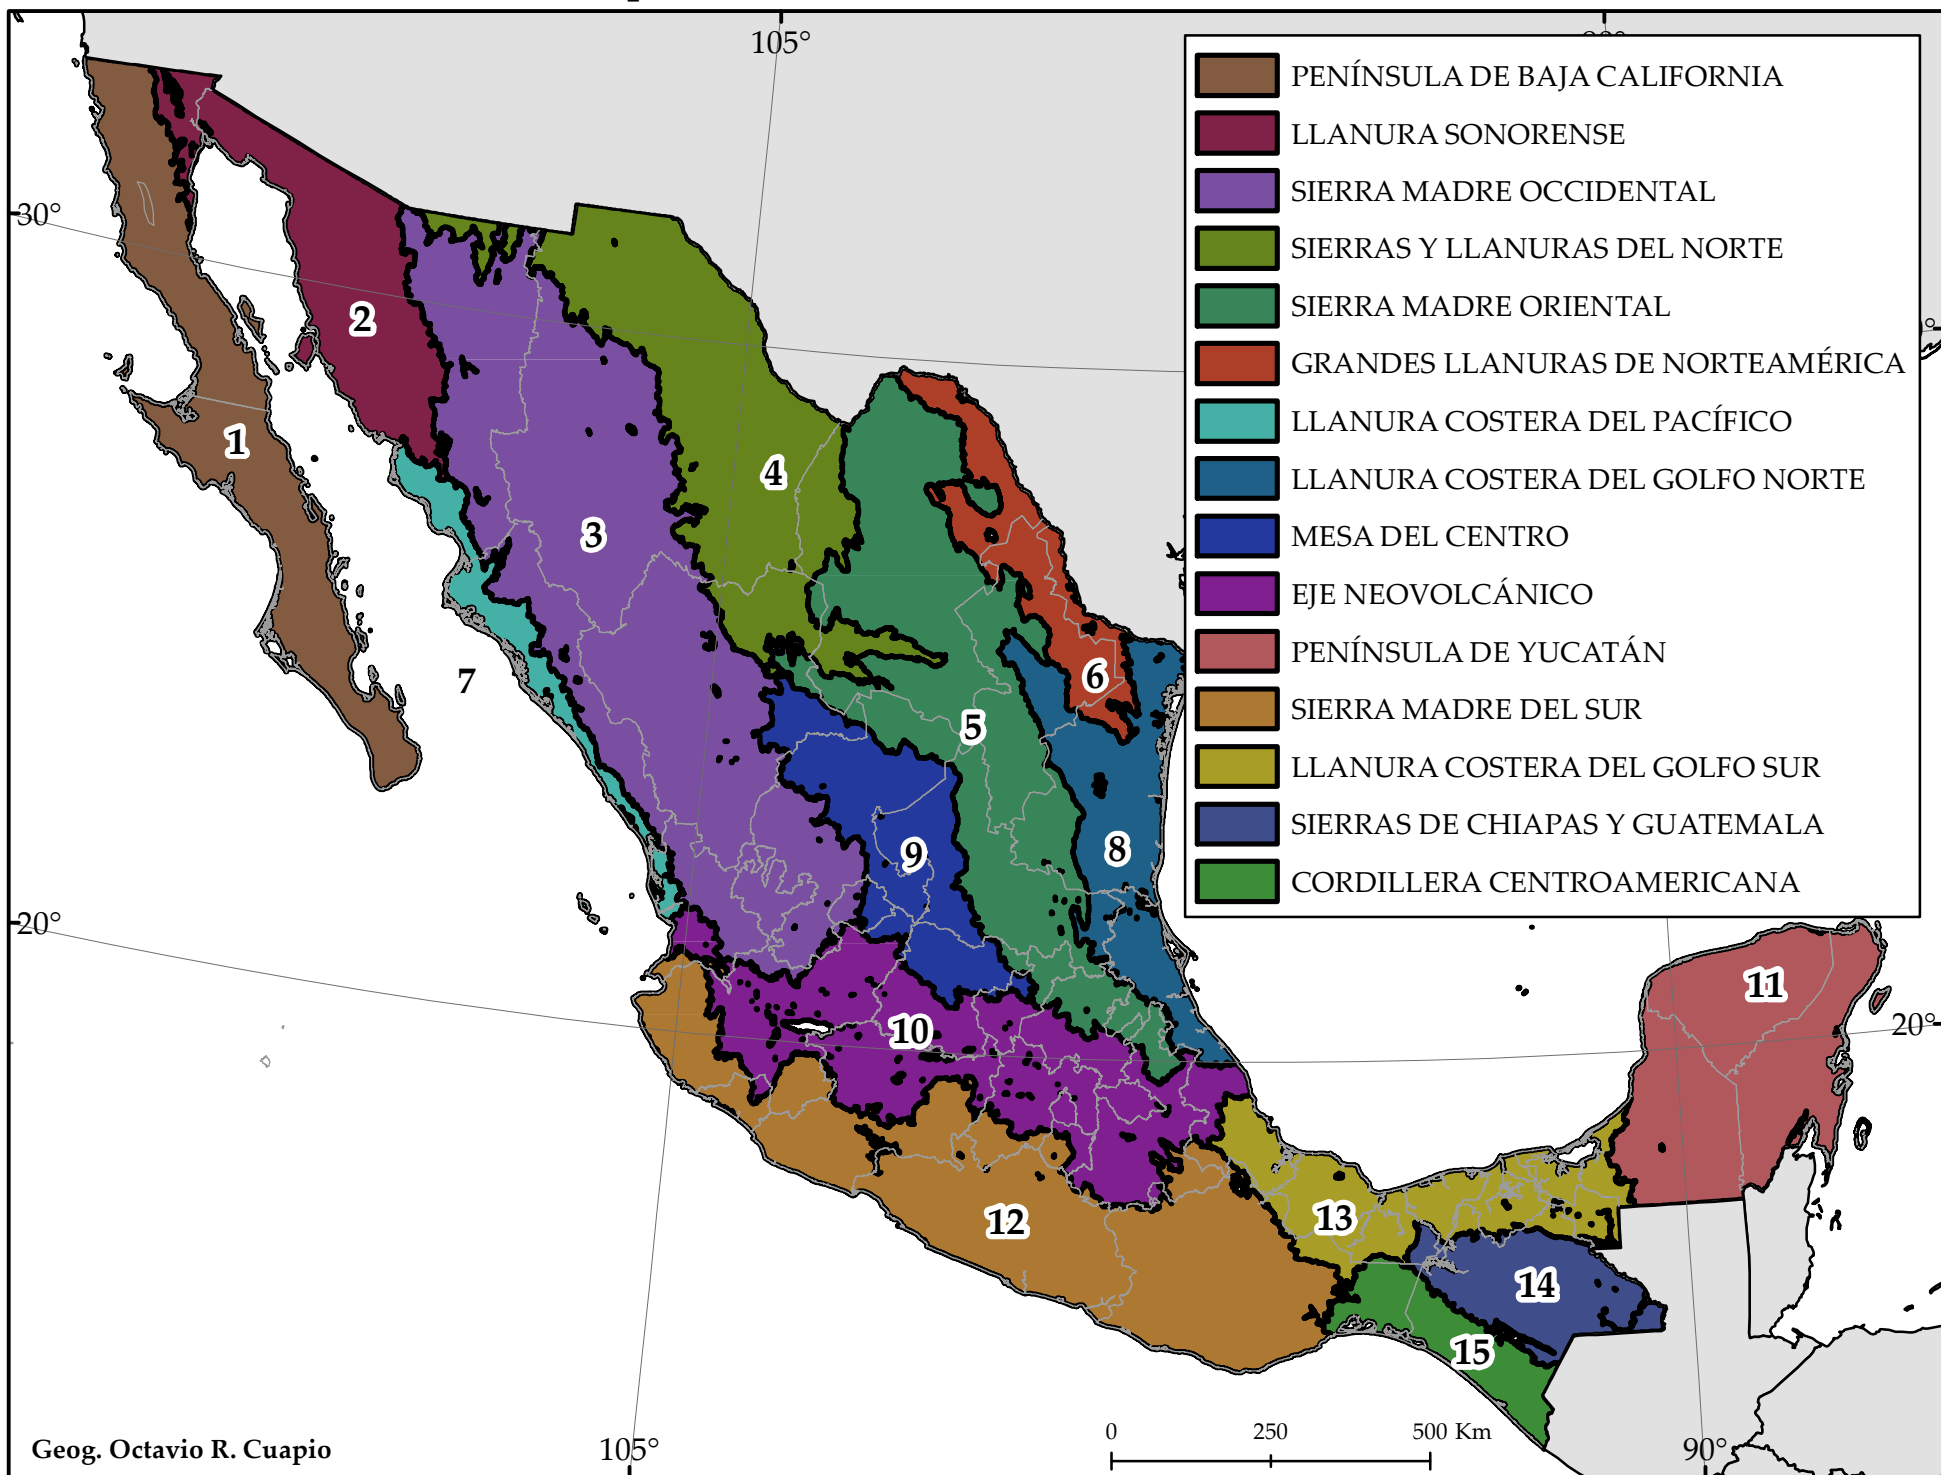 105°
PENÍNSULA DE BAJA CALIFORNIA
LLANURA SONORENSE
SIERRA MADRE OCCIDENTAL
SIERRAS Y LLANURAS DEL NORTE
SIERRA MADRE ORIENTAL
GRANDES LLANURAS DE NORTEAMÉRICA
LLANURA COSTERA DEL PACÍFICO
LLANURA COSTERA DEL GOLFO NORTE
MESA DEL CENTRO
EJE NEOVOLCÁNICO
PENÍNSULA DE YUCATÁN
SIERRA MADRE DEL SUR
LLANURA COSTERA DEL GOLFO SUR
SIERRAS DE CHIAPAS Y GUATEMALA
CORDILLERA CENTROAMERICANA
30°
2
1
4
3
7
6
5
9
8
20°
11
10
20°
12
13
14
15
0 250 500 Km
Geog. Octavio R. Cuapio
105°
90°